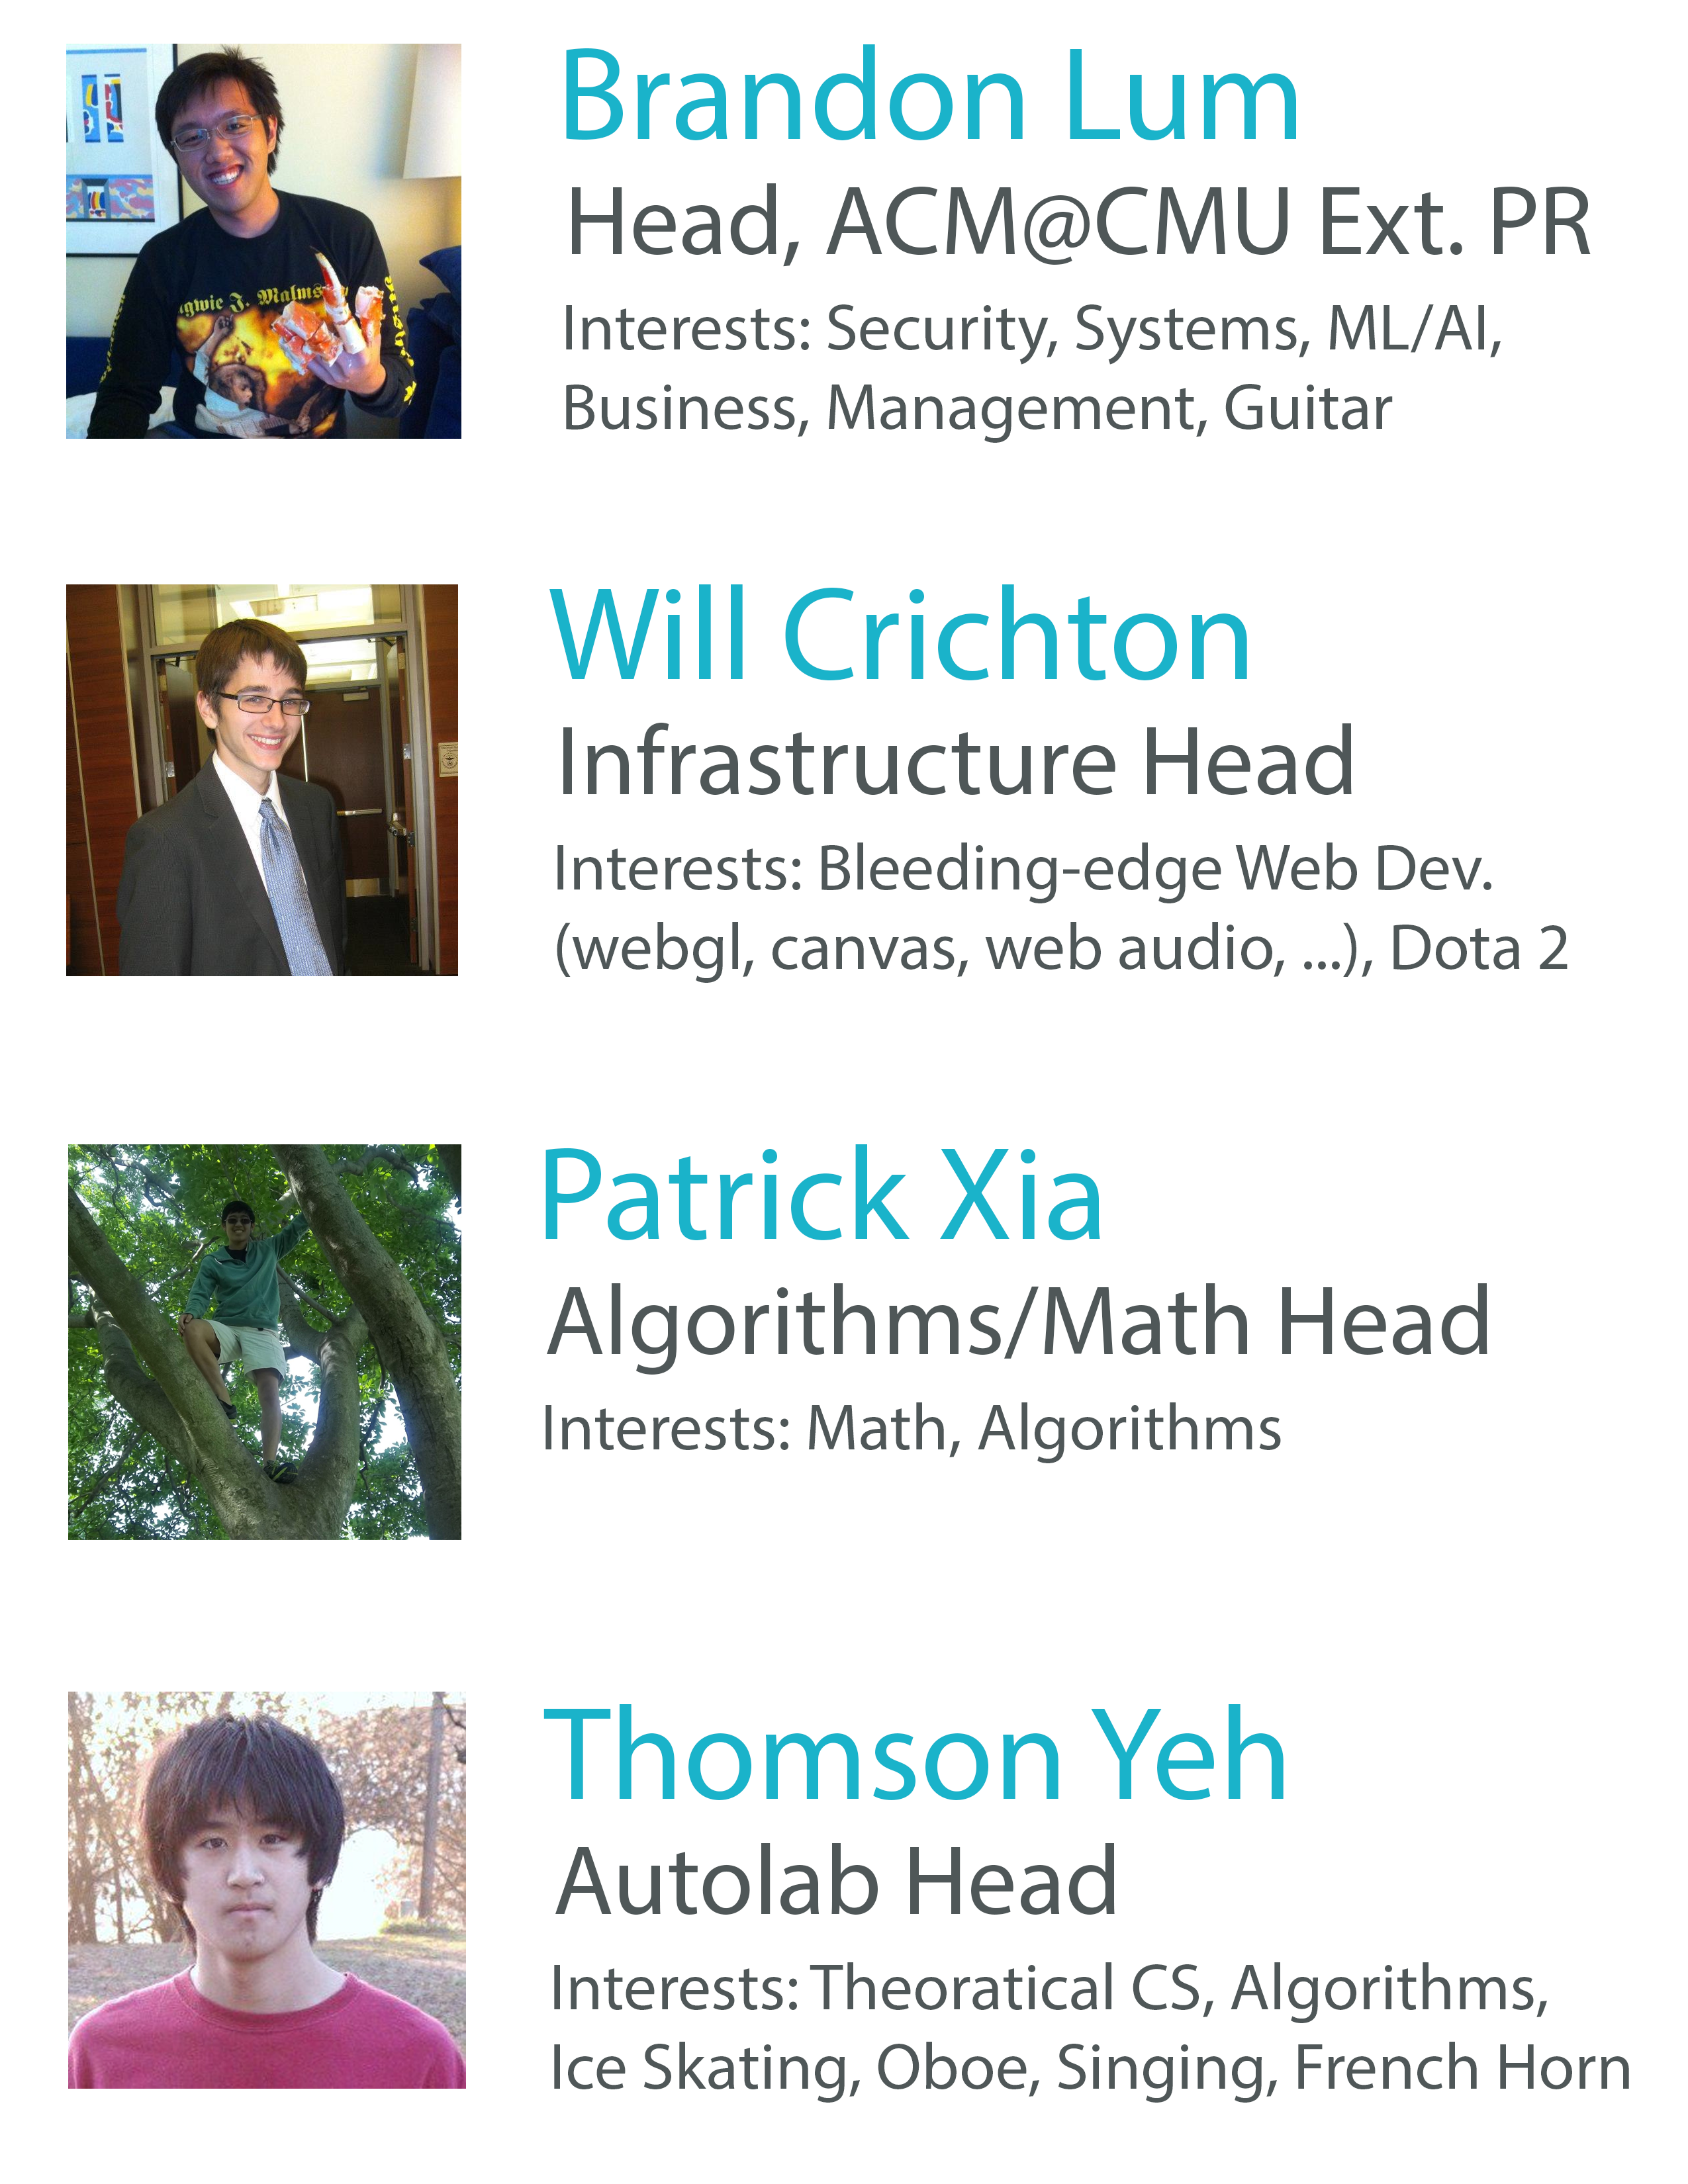 Brandon Lum
Head, ACM@CMU Ext. PR
Interests: Security, Systems, ML/AI,
Business, Management, Guitar
gwie J. Malms
Will Crichton
Infrastructure Head
Interests: Bleeding-edge Web Dev.
(webgl, canvas, web audio, ...), Dota 2
Patrick Xia
Algorithms/Math Head
Interests: Math, Algorithms
Thomson Yeh
Autolab Head
Interests: Theoratical CS, Algorithms,
Ice Skating, Oboe, Singing, French Horn